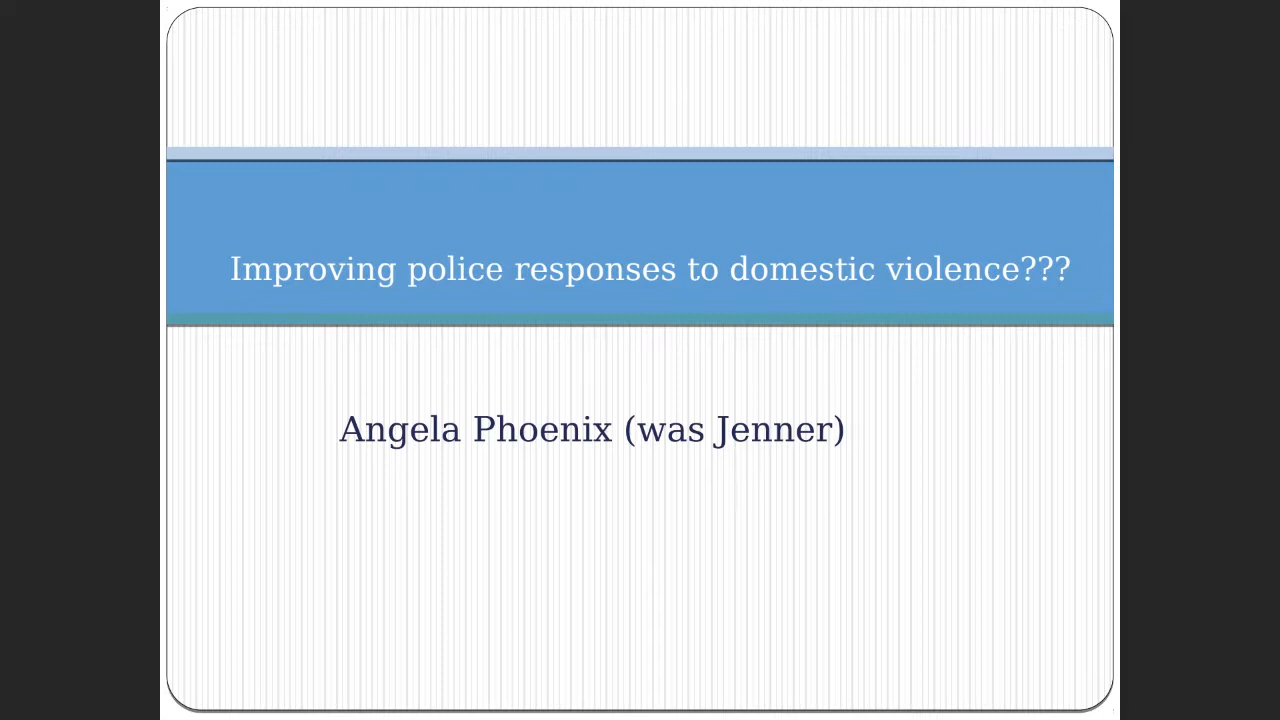 Improving police responses to domestic violence???
Angela Phoenix (was Jenner)